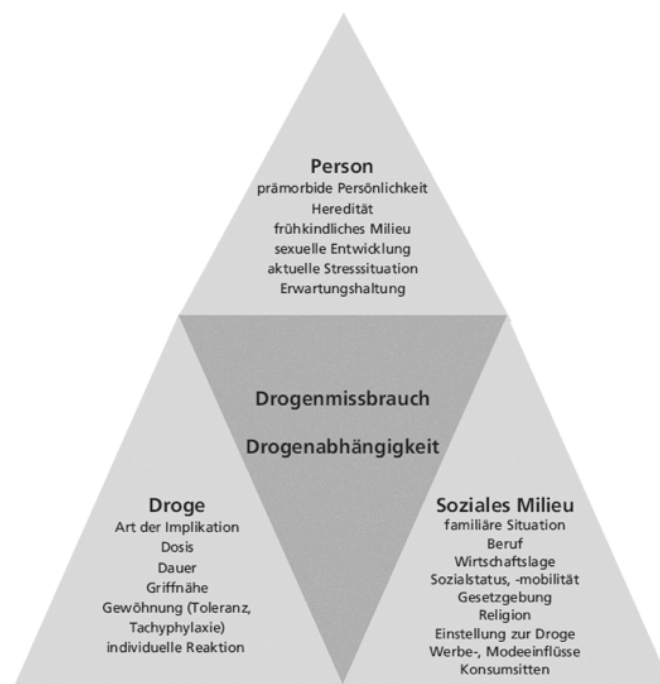 Person
prämorbide Persönlichkeit
Heredität
frühkindliches Milieu
sexuelle Entwicklung
aktuelle Stresssituation
Erwartungshaltung
Drogenmissbrauch
Drogenabhängigkeit
Droge
Art der Implikation
Dosis
Dauer
Griffnähe
Gewöhnung (Toleranz,
Tachyphylaxie)
individuelle Reaktion
Soziales Milieu
familiäre Situation
Beruf
Wirtschaftslage
Sozialstatus, -mobilität
Gesetzgebung
Religion
Einstellung zur Droge
Werbe-, Modeeinflüsse
Konsumsitten